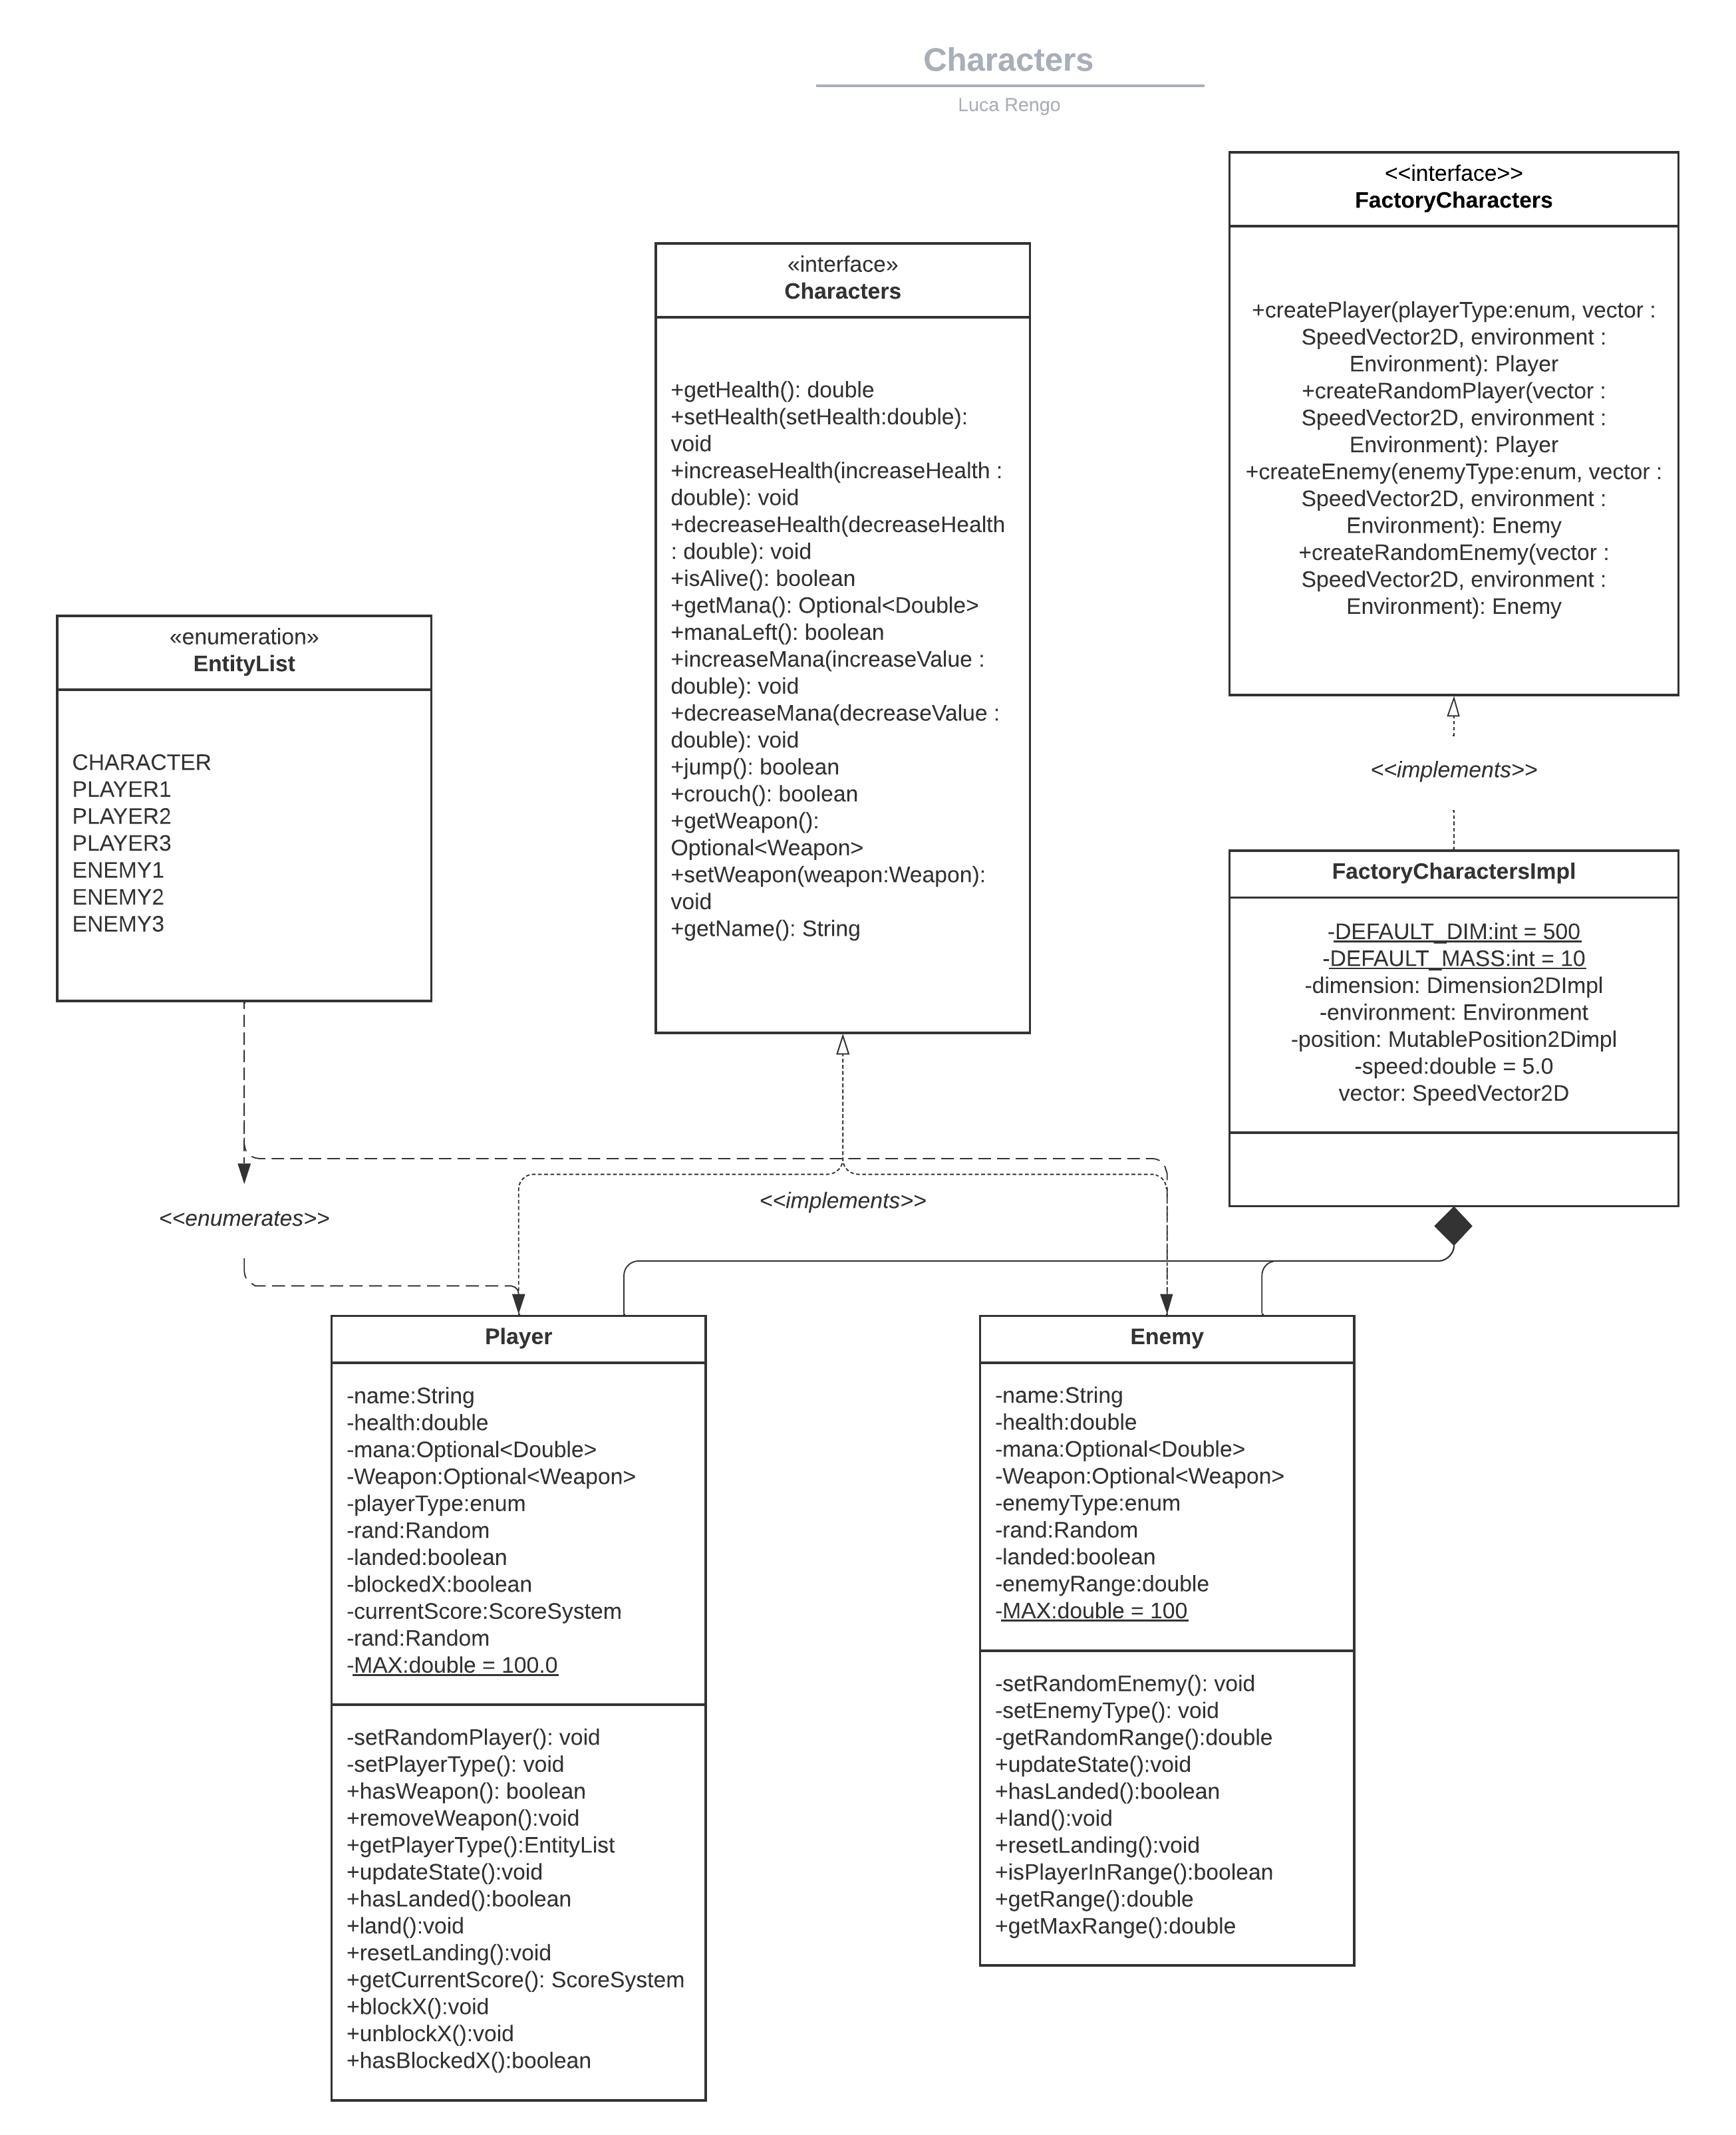 Characters
Luca Rengo
<<interface>>
FactoryCharacters
+createPlayer(playerType:enum, vector :
SpeedVector2D, environment :
Environment): Player
+createRandomPlayer(vector :
SpeedVector2D, environment :
Environment): Player
+createEnemy(enemyType:enum, vector :
SpeedVector2D, environment :
Environment): Enemy
+createRandomEnemy(vector :
SpeedVector2D, environment :
Environment): Enemy
«interface»
Characters
+getHealth(): double
+setHealth(setHealth:double):
void
+increaseHealth(increaseHealth :
double): void
+decreaseHealth(decreaseHealth
: double): void
+isAlive(): boolean
+getMana(): Optional<Double>
+manaLeft(): boolean
+increaseMana(increaseValue :
double): void
+decreaseMana(decreaseValue :
double): void
+jump(): boolean
+crouch(): boolean
+getWeapon():
Optional<Weapon>
+setWeapon(weapon:Weapon):
void
+getName(): String
«enumeration»
EntityList
CHARACTER
PLAYER1
PLAYER2
PLAYER3
ENEMY1
ENEMY2
ENEMY3
<<implements>>
FactoryCharactersImpl
-DEFAULT_DIM:int = 500
-DEFAULT_MASS:int = 10
-dimension: Dimension2DImpl
-environment: Environment
-position: MutablePosition2Dimpl
-speed:double = 5.0
vector: SpeedVector2D
<<implements>>
<<enumerates>>
Player
-name:String
-health:double
-mana:Optional<Double>
-Weapon:Optional<Weapon>
-playerType:enum
-rand:Random
-landed:boolean
-blockedX:boolean
-currentScore:ScoreSystem
-rand:Random
-MAX:double = 100.0
-setRandomPlayer(): void
-setPlayerType(): void
+hasWeapon(): boolean
+removeWeapon():void
+getPlayerType():EntityList
+updateState():void
+hasLanded():boolean
+land():void
+resetLanding():void
+getCurrentScore(): ScoreSystem
+blockX():void
+unblockX():void
+hasBlockedX():boolean
Enemy
-name:String
-health:double
-mana:Optional<Double>
-Weapon:Optional<Weapon>
-enemyType:enum
-rand:Random
-landed:boolean
-enemyRange:double
-MAX:double = 100
-setRandomEnemy(): void
-setEnemyType(): void
-getRandomRange():double
+updateState():void
+hasLanded():boolean
+land():void
+resetLanding():void
+isPlayerInRange():boolean
+getRange():double
+getMaxRange():double